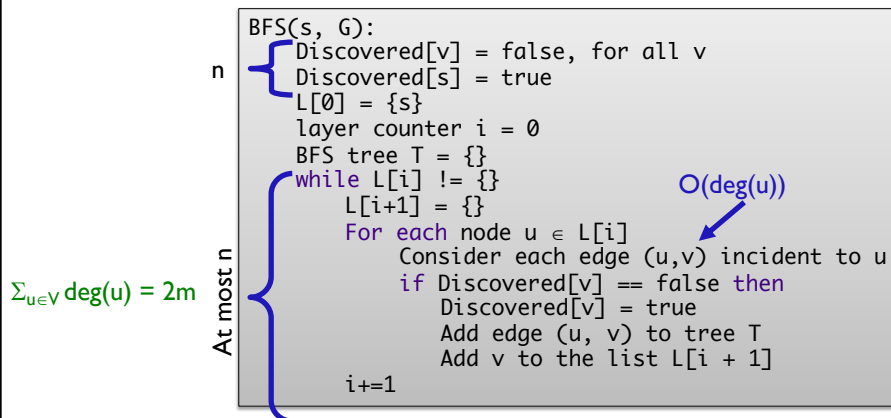 BFS(s, G):
n
Discovered[v] = false, for all v
Discovered[s] = true
L[0] = {s}
layer counter i = 0
BFS tree T = {}
while L[i] != {}
O(deg(u))
L[i+1] = {}
For each node u ∈ L[i]
Consider each edge (u,v) incident to u
At most n
Σu∈V deg(u) = 2m
if Discovered[v] == false then
Discovered[v] = true
Add edge (u, v) to tree T
Add v to the list L[i + 1]
i+=1